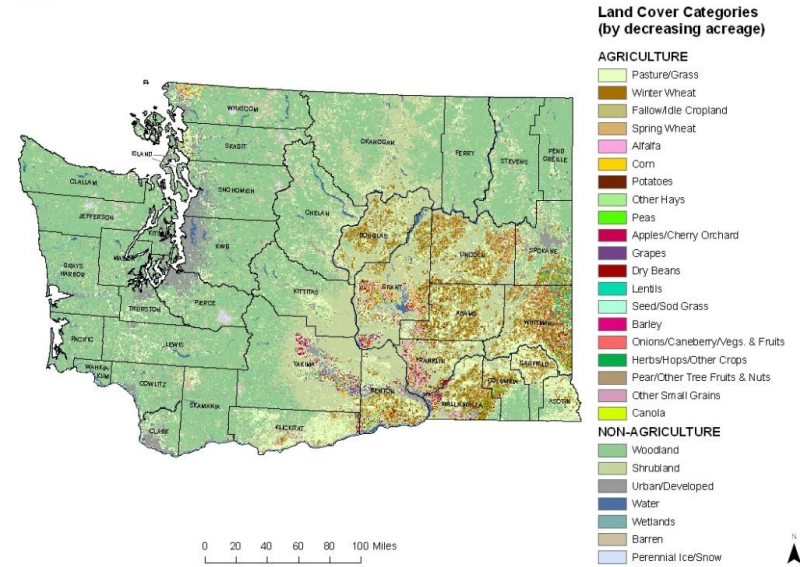 Land Cover Categories
(by decreasing acreage)
AGRICULTURE
Pasture/Grass
Winter Wheat
Fallow/Idle Cropland
Spring Wheat
Alfalfa
Corn
Potatoes
Other Hays
Peas
Apples/Cherry Orchard
Grapes
Dry Beans
Lentils
Seed/Sod Grass
Barley
Onions/Caneberry/Vegs. & Fruits
Herbs/Hops/Other Crops
Pear/Other Tree Fruits & Nuts
Other Small Grains
Canola
NON-AGRICULTURE
Woodland
Shrubland
Urban/Developed
Water
Wetlands
Barren
Perennial Ice/Snow
WHATCOM
SKAGIT
ISLAND
SNOHOMISH
OKANOGAN
FERRY
STEVENS
PEND
OREILLE
CLALLAM
JEFFERSON
CHELAN
KING
DOUGLAS
LINCOLN
SPOKANE
GRAYS
HARBOR
KITTITAS
GRANT
ADAMS
WHITMAN
THURSTON
PIERCE
PACIFIC
LEWIS
YAKIMA
FRANKLIN
GARFIELD
WAHKIA-
KUM
COWLITZ
SKAMANIA
BENTON
WALLA WALLA
COLUMBIA
ASOTIN
CLARK
KLICKITAT
0 20 40 60 80 100 Miles
N